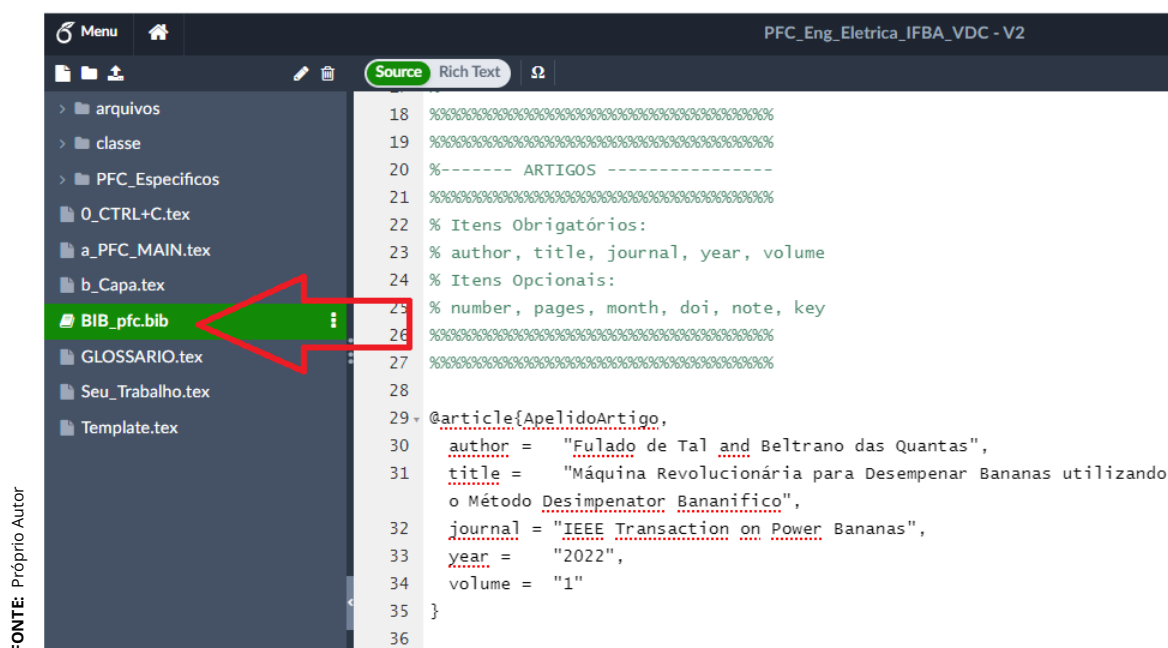 Menu
PFC_Eng_Eletrica_IFBA_VDC - V2
Source Rich Text Ω
arquivos
classe
PFC_Especificos
0_CTRL+C.tex
a_PFC_MAIN.tex
b_Capa.tex
BIB_pfc.bib
GLOSSARIO.tex
Seu_Trabalho.tex
Template.tex
18 %%%%%%%%%%%%%%%%%%%%%%%%%%%%%%%%%
19 %%%%%%%%%%%%%%%%%%%%%%%%%%%%%%%%%
20 %------- ARTIGOS ----------------
21 %%%%%%%%%%%%%%%%%%%%%%%%%%%%%%%%%
22 % Itens Obrigatórios:
23 % author, title, journal, year, volume
24 % Itens Opcionais:
25 % number, pages, month, doi, note, key
26 %%%%%%%%%%%%%%%%%%%%%%%%%%%%%%%%%
27 %%%%%%%%%%%%%%%%%%%%%%%%%%%%%%%%%
28
29 @article{ApelidoArtigo,
30 author = "Fulado de Tal and Beltrano das Quantas",
31 title = "Máquina Revolucionária para Desempenar Bananas utilizando
o Método Desimpenator Bananifico",
32 journal = "IEEE Transaction on Power Bananas",
33 year = "2022",
34 volume = "1"
35 }
36
FONTE: Próprio Autor